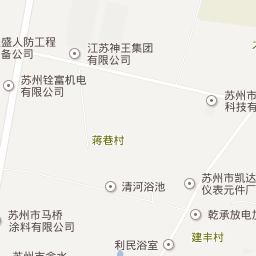 盛人防工程
备公司
江苏神王集团
有限公司
苏州铨富机电
有限公司
苏州市
科技有
蒋巷村
清河浴池
苏州市凯达
仪表元件厂
苏州市马桥
涂料有限公司
乾承放电加
建丰村
利民浴室